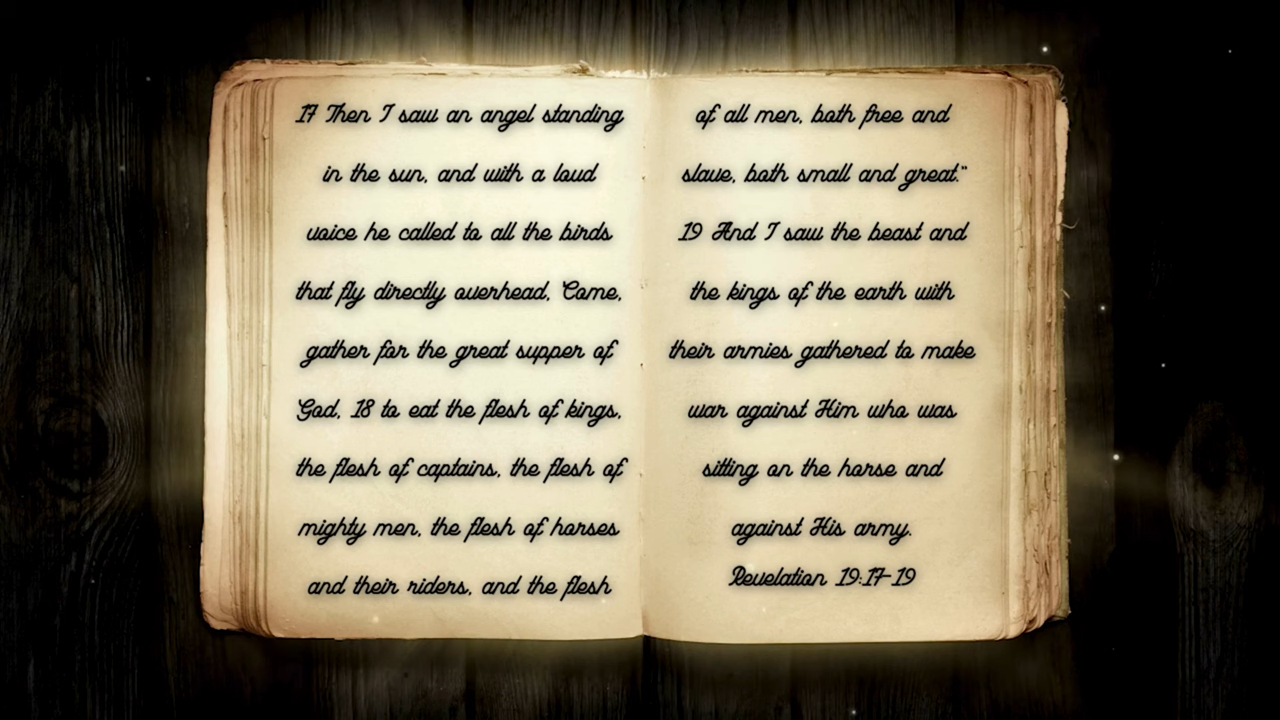 17 Then I saw an angel standing
in the sun, and with a loud
voice he called to all the birds
that fly directly overhead, "Come,
gather for the great supper of
God, 18 to eat the flesh of kings,
the flesh of captains, the flesh of
mighty men, the flesh of horses
and their riders, and the flesh
of all men, both free and
slave, both small and great."
19 And I saw the beast and
the kings of the earth with
their armies gathered to make
war against Him who was
sitting on the horse and
against His army.
Revelation 19:17-19